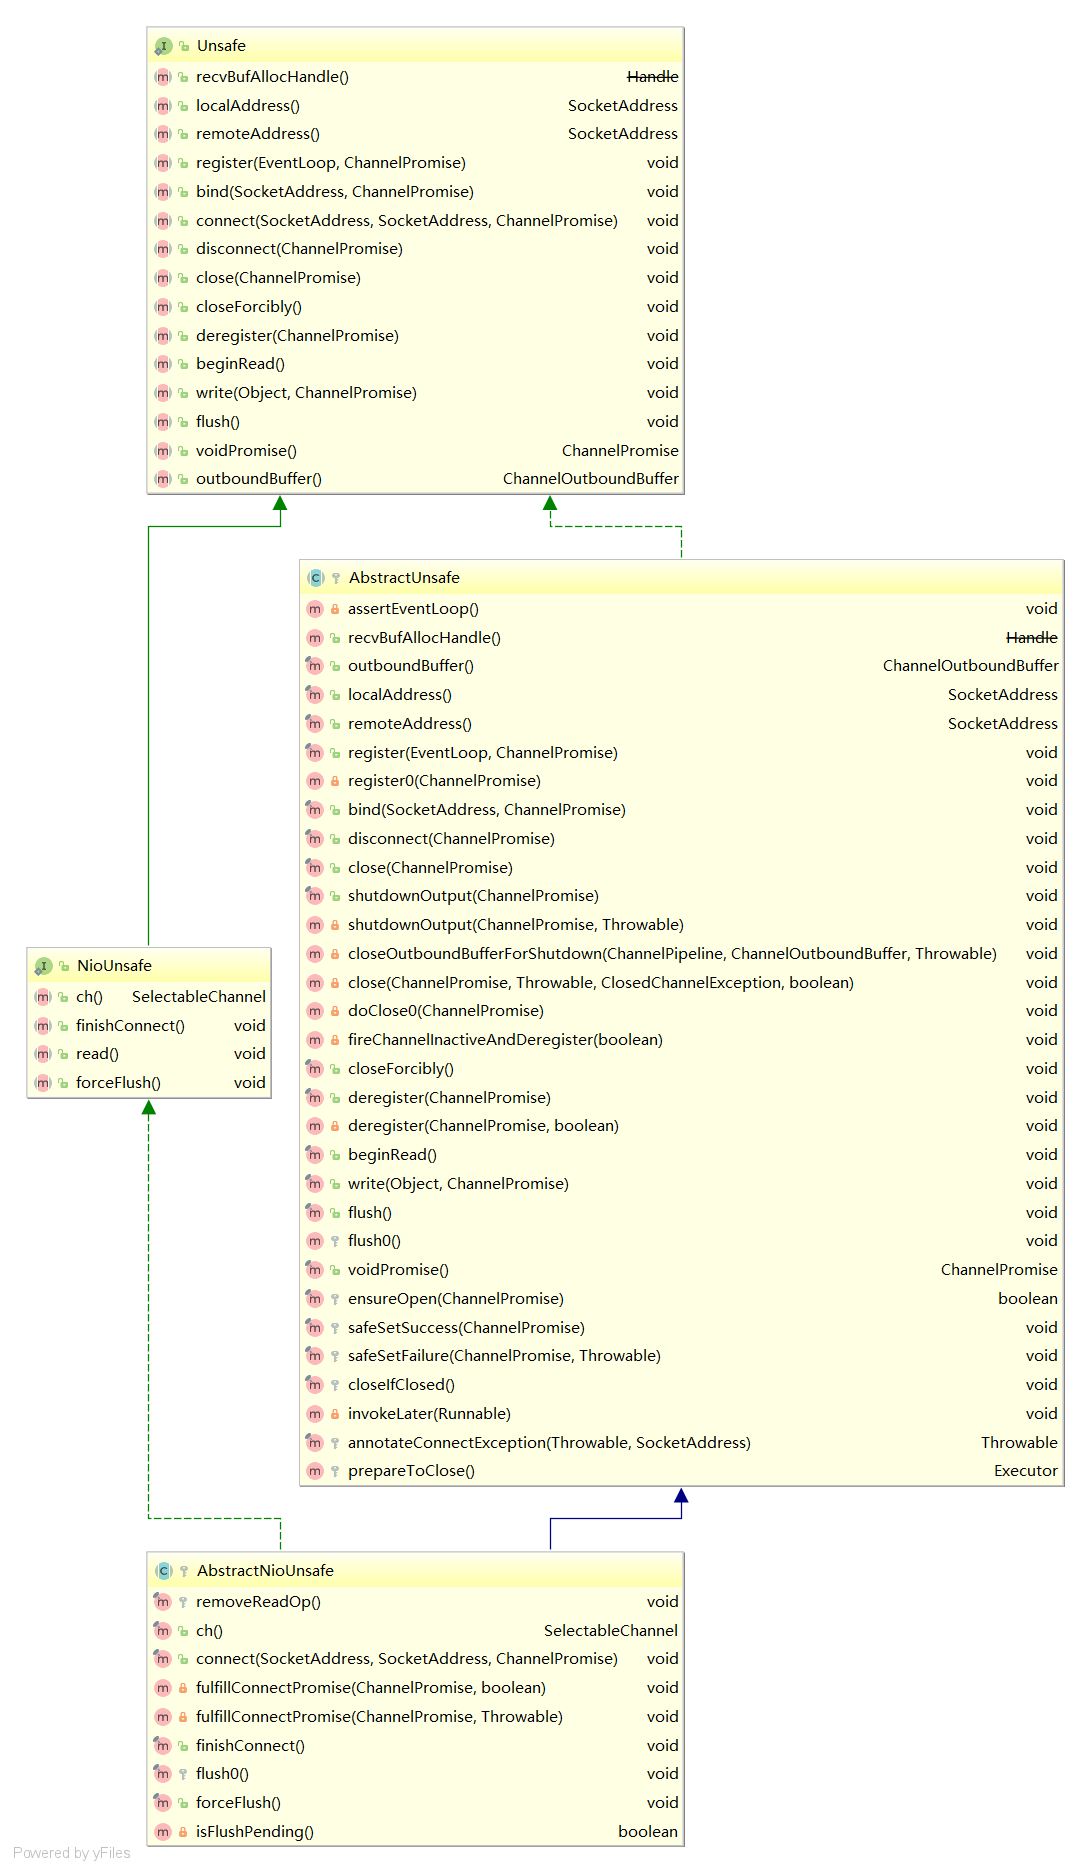 Unsafe
recvBufAllocHandle() Handle
localAddress() SocketAddress
remoteAddress() SocketAddress
register(EventLoop, ChannelPromise) void
bind(SocketAddress, ChannelPromise) void
connect(SocketAddress, SocketAddress, ChannelPromise) void
disconnect(ChannelPromise) void
close(ChannelPromise) void
closeForcibly() void
deregister(ChannelPromise) void
beginRead() void
write(Object, ChannelPromise) void
flush() void
voidPromise() ChannelPromise
outboundBuffer() ChannelOutboundBuffer
AbstractUnsafe
assertEventLoop() void
recvBufAllocHandle() Handle
outboundBuffer() ChannelOutboundBuffer
localAddress() SocketAddress
remoteAddress() SocketAddress
register(EventLoop, ChannelPromise) void
register0(ChannelPromise) void
bind(SocketAddress, ChannelPromise) void
disconnect(ChannelPromise) void
close(ChannelPromise) void
shutdownOutput(ChannelPromise) void
shutdownOutput(ChannelPromise, Throwable) void
closeOutboundBufferForShutdown(ChannelPipeline, ChannelOutboundBuffer, Throwable) void
close(ChannelPromise, Throwable, ClosedChannelException, boolean) void
doClose0(ChannelPromise) void
fireChannelInactiveAndDeregister(boolean) void
closeForcibly() void
deregister(ChannelPromise) void
deregister(ChannelPromise, boolean) void
beginRead() void
write(Object, ChannelPromise) void
flush() void
flush0() void
voidPromise() ChannelPromise
ensureOpen(ChannelPromise) boolean
safeSetSuccess(ChannelPromise) void
safeSetFailure(ChannelPromise, Throwable) void
closeIfClosed() void
invokeLater(Runnable) void
annotateConnectException(Throwable, SocketAddress) Throwable
prepareToClose() Executor
NioUnsafe
ch() SelectableChannel
finishConnect() void
read() void
forceFlush() void
AbstractNioUnsafe
removeReadOp() void
ch() SelectableChannel
connect(SocketAddress, SocketAddress, ChannelPromise) void
fulfillConnectPromise(ChannelPromise, boolean) void
fulfillConnectPromise(ChannelPromise, Throwable) void
finishConnect() void
flush0() void
forceFlush() void
isFlushPending() boolean
Powered by yFiles